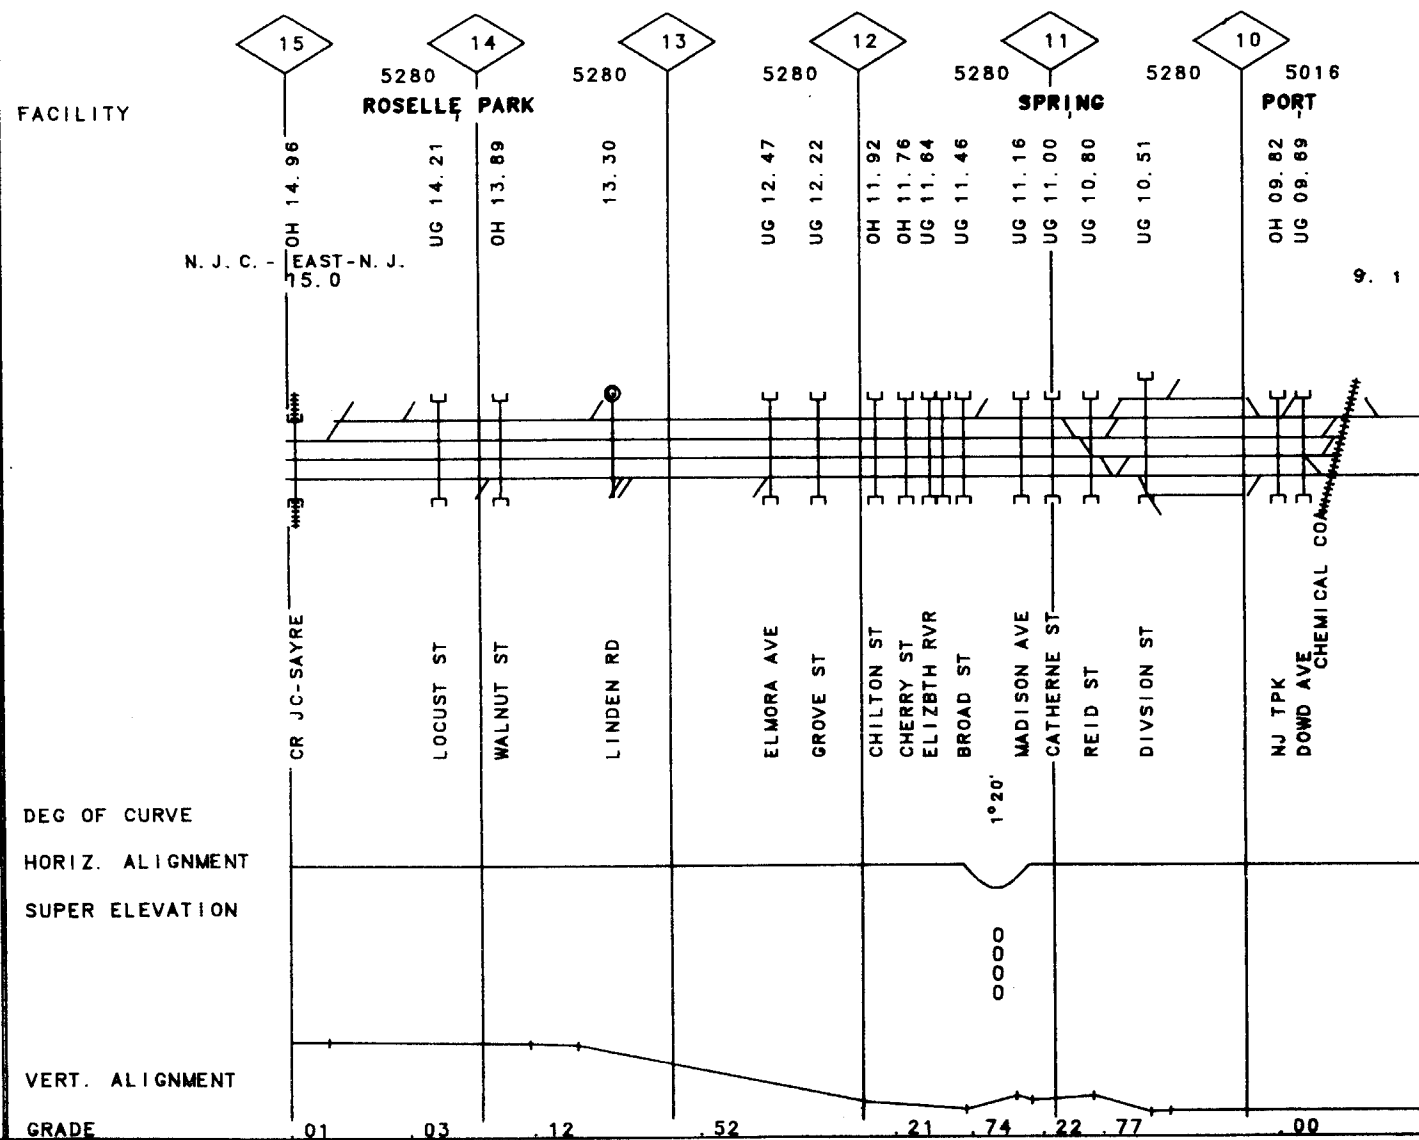 15 14 13 12 11 10
5280 5280 5280 5280 5280 5016
FACILITY
ROSELLE PARK
SPRING
PORT
OH 14.96
UG 14.21
OH 13.89
13.30
UG 12.47
UG 12.22
OH 11.92
OH 11.76
UG 11.64
UG 11.46
UG 11.16
UG 11.00
UG 10.80
UG 10.51
OH 09.82
UG 09.69
N.J.C.-EAST-N.J.
15.0
9.1
CR JC-SAYRE
LOCUST ST
WALNUT ST
LINDEN RD
ELMORA AVE
GROVE ST
CHILTON ST
CHERRY ST
ELIZBTH RVR
BROAD ST
MADISON AVE
CATHERNE ST
REID ST
DIVSION ST
NJ TPK
DOWD AVE
CHEMICAL COA
DEG OF CURVE
1°20'
HORIZ. ALIGNMENT
SUPER ELEVATION
0
0
0
0
VERT. ALIGNMENT
GRADE .01 .03 .12 .52 .21 .74 .22 .77 .00